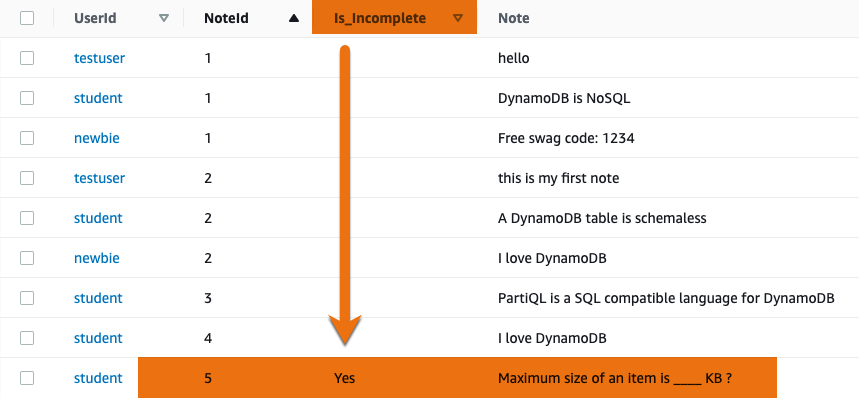 UserId NoteId Is_Incomplete Note
testuser 1 hello
student 1 DynamoDB is NoSQL
newbie 1 Free swag code: 1234
testuser 2 this is my first note
student 2 A DynamoDB table is schemaless
newbie 2 I love DynamoDB
student 3 PartiQL is a SQL compatible language for DynamoDB
student 4 I love DynamoDB
student 5 Yes Maximum size of an item is ____ KB ?